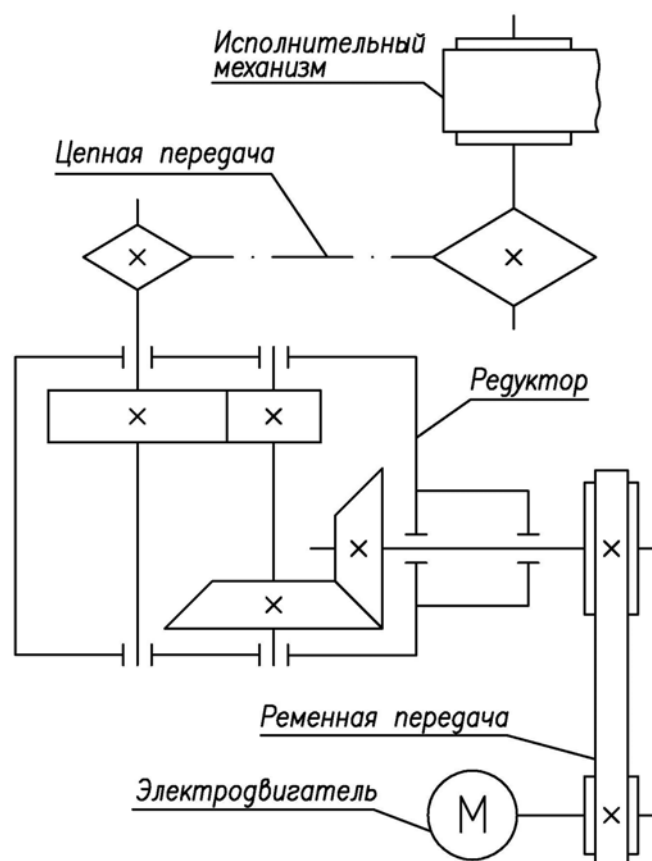 Исполнительный
механизм
Цепная передача
Редуктор
Ременная передача
Электродвигатель
М